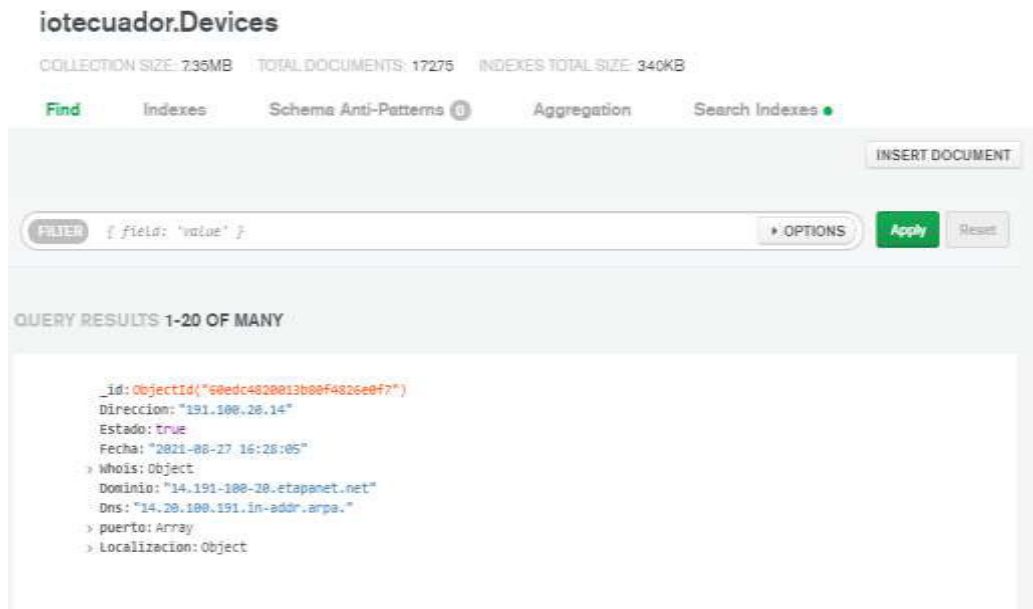 iotecuador.Devices
COLLECTION SIZE: 7.35MB TOTAL DOCUMENTS: 17275 INDEXES TOTAL SIZE: 340KB
Find Indexes Schema Anti-Patterns 0 Aggregation Search Indexes
INSERT DOCUMENT
FILTER { field: 'value' } OPTIONS Apply Reset
QUERY RESULTS 1-20 OF MANY
_id: ObjectId("60edc4820013b80f4826e0f7")
Direccion: "191.100.20.14"
Estado: true
Fecha: "2021-08-27 16:28:05"
> Whois: Object
Dominio: "14.191-100-20.etapanet.net"
Dns: "14.20.100.191.in-addr.arpa."
> puerto: Array
> Localizacion: Object